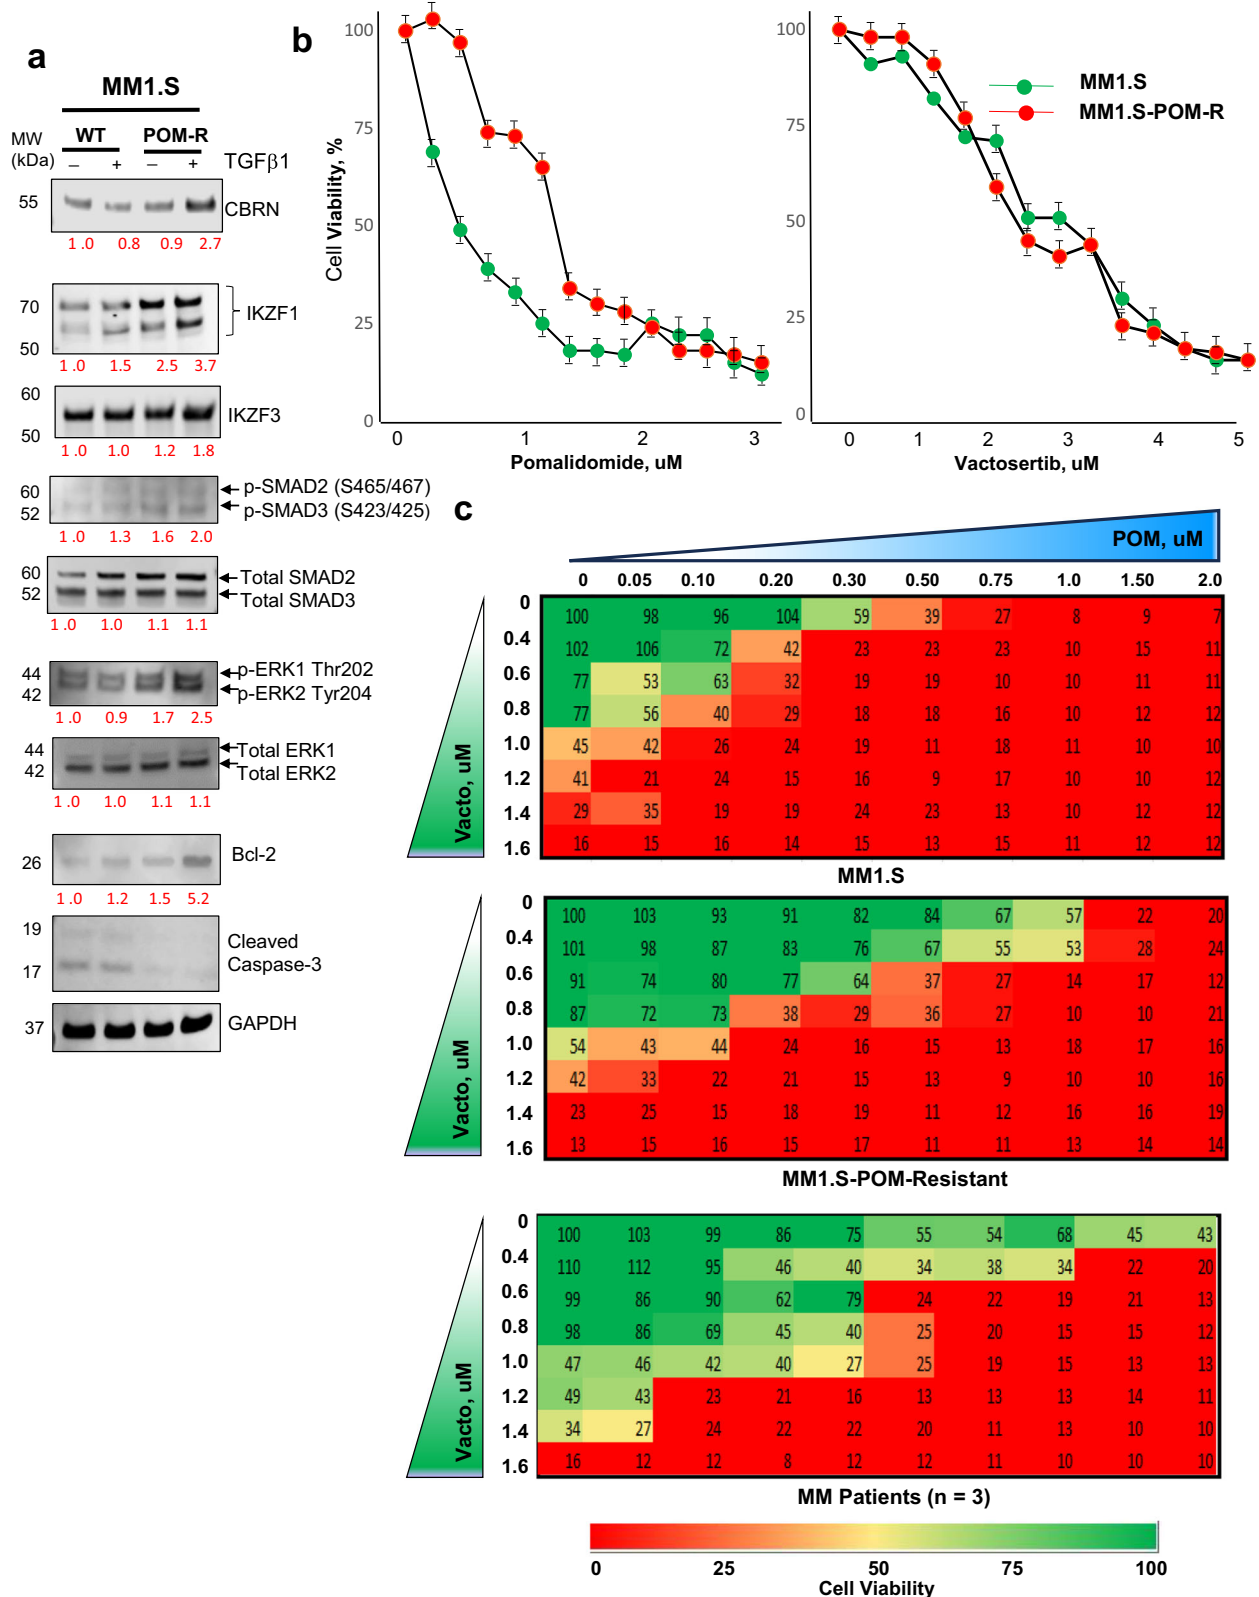 a
MM1.S
MW
(kDa)
WT
POM-R
– + – + TGFβ1
55
CBRN
1 .0 0.8 0.9 2.7
70
50
IKZF1
1.0 1.5 2.5 3.7
60
50
IKZF3
1 .0 1.0 1.2 1.8
60
52
p-SMAD2 (S465/467)
p-SMAD3 (S423/425)
1 .0 1.3 1.6 2.0
60
52
Total SMAD2
Total SMAD3
1 .0 1.0 1.1 1.1
44
42
p-ERK1 Thr202
p-ERK2 Tyr204
1 .0 0.9 1.7 2.5
44
42
Total ERK1
Total ERK2
1 .0 1.0 1.1 1.1
26
Bcl-2
1 .0 1.2 1.5 5.2
19
17
Cleaved
Caspase-3
37
GAPDH
b
Cell Viability, %
100
75
50
25
0
0 1 2 3
Pomalidomide, uM
100
75
50
25
0
0 1 2 3 4 5
Vactosertib, uM
MM1.S
MM1.S-POM-R
c
POM, uM
0 0.05 0.10 0.20 0.30 0.50 0.75 1.0 1.50 2.0
Vacto, uM
0 100 98 96 104 59 39 27 8 9 7
0.4 102 106 72 42 23 23 23 10 15 11
0.6 77 53 63 32 19 19 10 10 11 11
0.8 77 56 40 29 18 18 16 10 12 12
1.0 45 42 26 24 19 11 18 11 10 10
1.2 41 21 24 15 16 9 17 10 10 12
1.4 29 35 19 19 24 23 13 10 12 12
1.6 16 15 16 14 15 13 15 11 12 12
MM1.S
Vacto, uM
0 100 103 93 91 82 84 67 57 22 20
0.4 101 98 87 83 76 67 55 53 28 24
0.6 91 74 80 77 64 37 27 14 17 12
0.8 87 72 73 38 29 36 27 10 10 21
1.0 54 43 44 24 16 15 13 18 17 16
1.2 42 33 22 21 15 13 9 10 10 16
1.4 23 25 15 18 19 11 12 16 16 19
1.6 13 15 16 15 17 11 11 13 14 14
MM1.S-POM-Resistant
Vacto, uM
0 100 103 99 86 75 55 54 68 45 43
0.4 110 112 95 46 40 34 38 34 22 20
0.6 99 86 90 62 79 24 22 19 21 13
0.8 98 86 69 45 40 25 20 15 15 12
1.0 47 46 42 40 27 25 19 15 13 13
1.2 49 43 23 21 16 13 13 13 14 11
1.4 34 27 24 22 22 20 11 13 10 10
1.6 16 12 12 8 12 12 11 10 10 10
MM Patients (n = 3)
0 25 50 75 100
Cell Viability